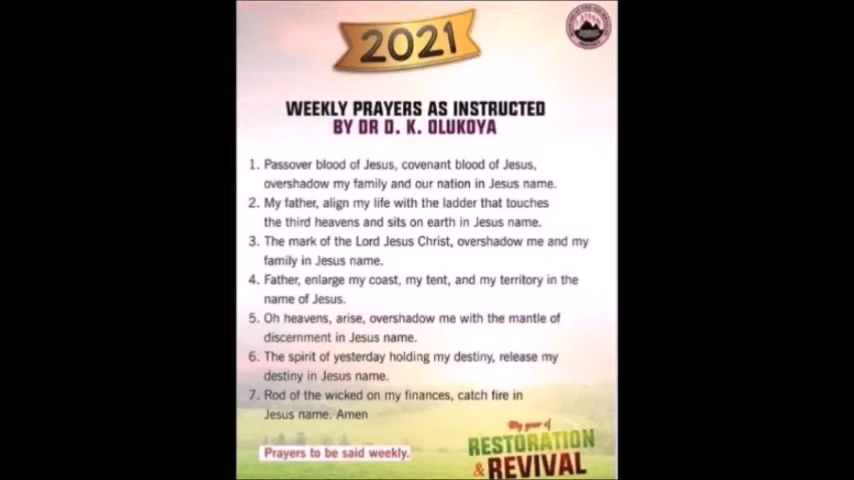 2021
WEEKLY PRAYERS AS INSTRUCTED
BY DR D. K. OLUKOYA
1. Passover blood of Jesus, covenant blood of Jesus,
overshadow my family and our nation in Jesus name.
2. My father, align my life with the ladder that touches
the third heavens and sits on earth in Jesus name.
3. The mark of the Lord Jesus Christ, overshadow me and my
family in Jesus name.
4. Father, enlarge my coast, my tent, and my territory in the
name of Jesus.
5. Oh heavens, arise, overshadow me with the mantle of
discernment in Jesus name.
6. The spirit of yesterday holding my destiny, release my
destiny in Jesus name.
7. Rod of the wicked on my finances, catch fire in
Jesus name. Amen
Prayers to be said weekly.
My year of
RESTORATION
& REVIVAL